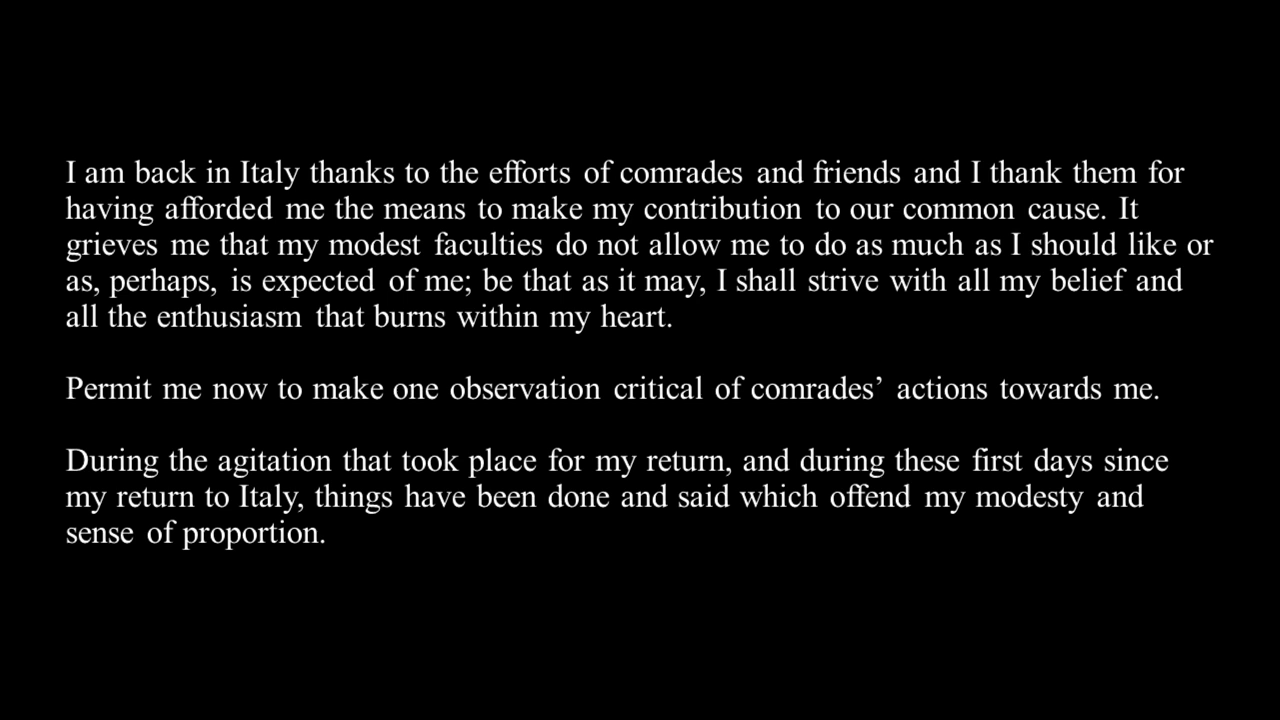 I am back in Italy thanks to the efforts of comrades and friends and I thank them for
having afforded me the means to make my contribution to our common cause. It
grieves me that my modest faculties do not allow me to do as much as I should like or
as, perhaps, is expected of me; be that as it may, I shall strive with all my belief and
all the enthusiasm that burns within my heart.
Permit me now to make one observation critical of comrades’ actions towards me.
During the agitation that took place for my return, and during these first days since
my return to Italy, things have been done and said which offend my modesty and
sense of proportion.